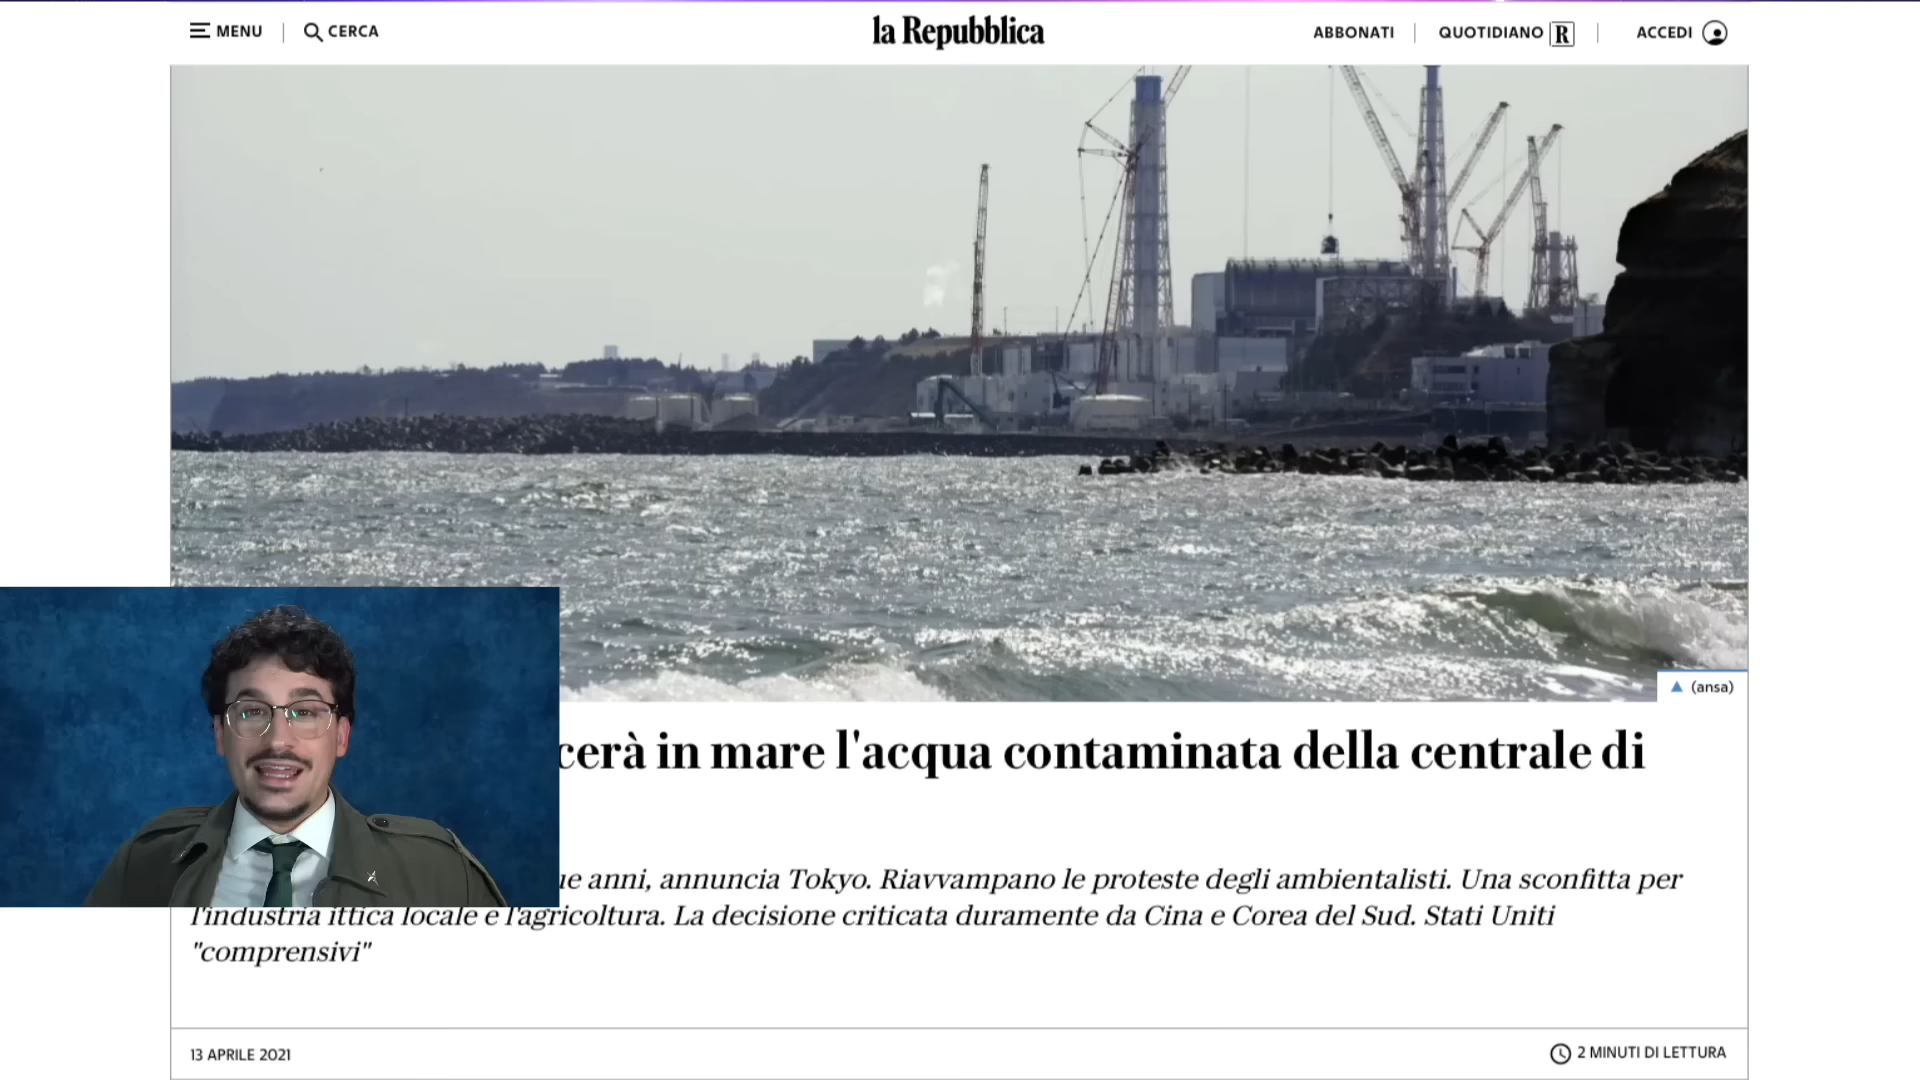 MENU
CERCA
la Repubblica
ABBONATI
QUOTIDIANO R
ACCEDI
(ansa)
cerà in mare l'acqua contaminata della centrale di
anni, annuncia Tokyo. Riavvampano le proteste degli ambientalisti. Una sconfitta per
l'industria ittica locale e l'agricoltura. La decisione criticata duramente da Cina e Corea del Sud. Stati Uniti
"comprensivi"
13 APRILE 2021
2 MINUTI DI LETTURA